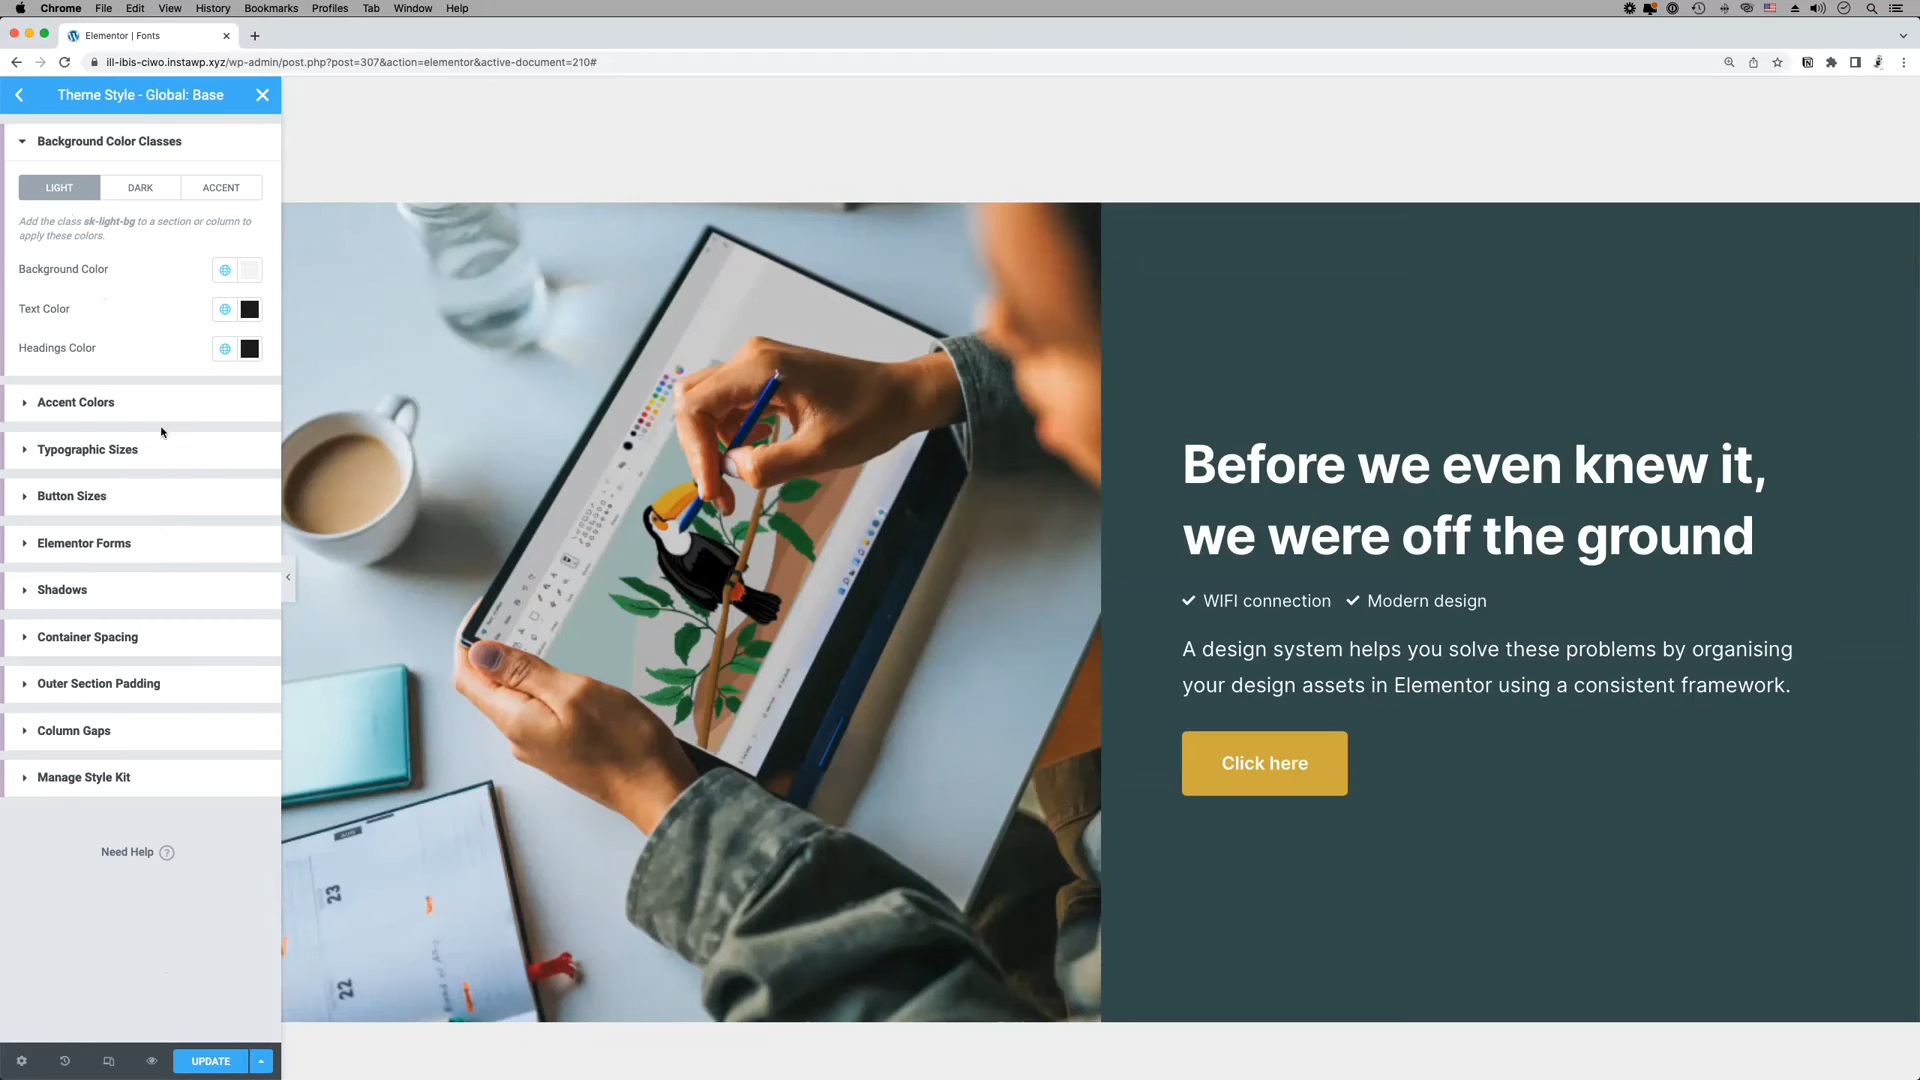 Chrome File Edit View History Bookmarks Profiles Tab Window Help
Elementor | Fonts
ill-ibis-ciwo.instawp.xyz/wp-admin/post.php?post=307&action=elementor&active-document=210#
Theme Style - Global: Base
Background Color Classes
LIGHT DARK ACCENT
Add the class sk-light-bg to a section or column to
apply these colors.
Background Color
Text Color
Headings Color
Accent Colors
Typographic Sizes
Button Sizes
Elementor Forms
Shadows
Container Spacing
Outer Section Padding
Column Gaps
Manage Style Kit
Need Help ?
UPDATE
AUG
23
22
Before we even knew it,
we were off the ground
WIFI connection Modern design
A design system helps you solve these problems by organising
your design assets in Elementor using a consistent framework.
Click here